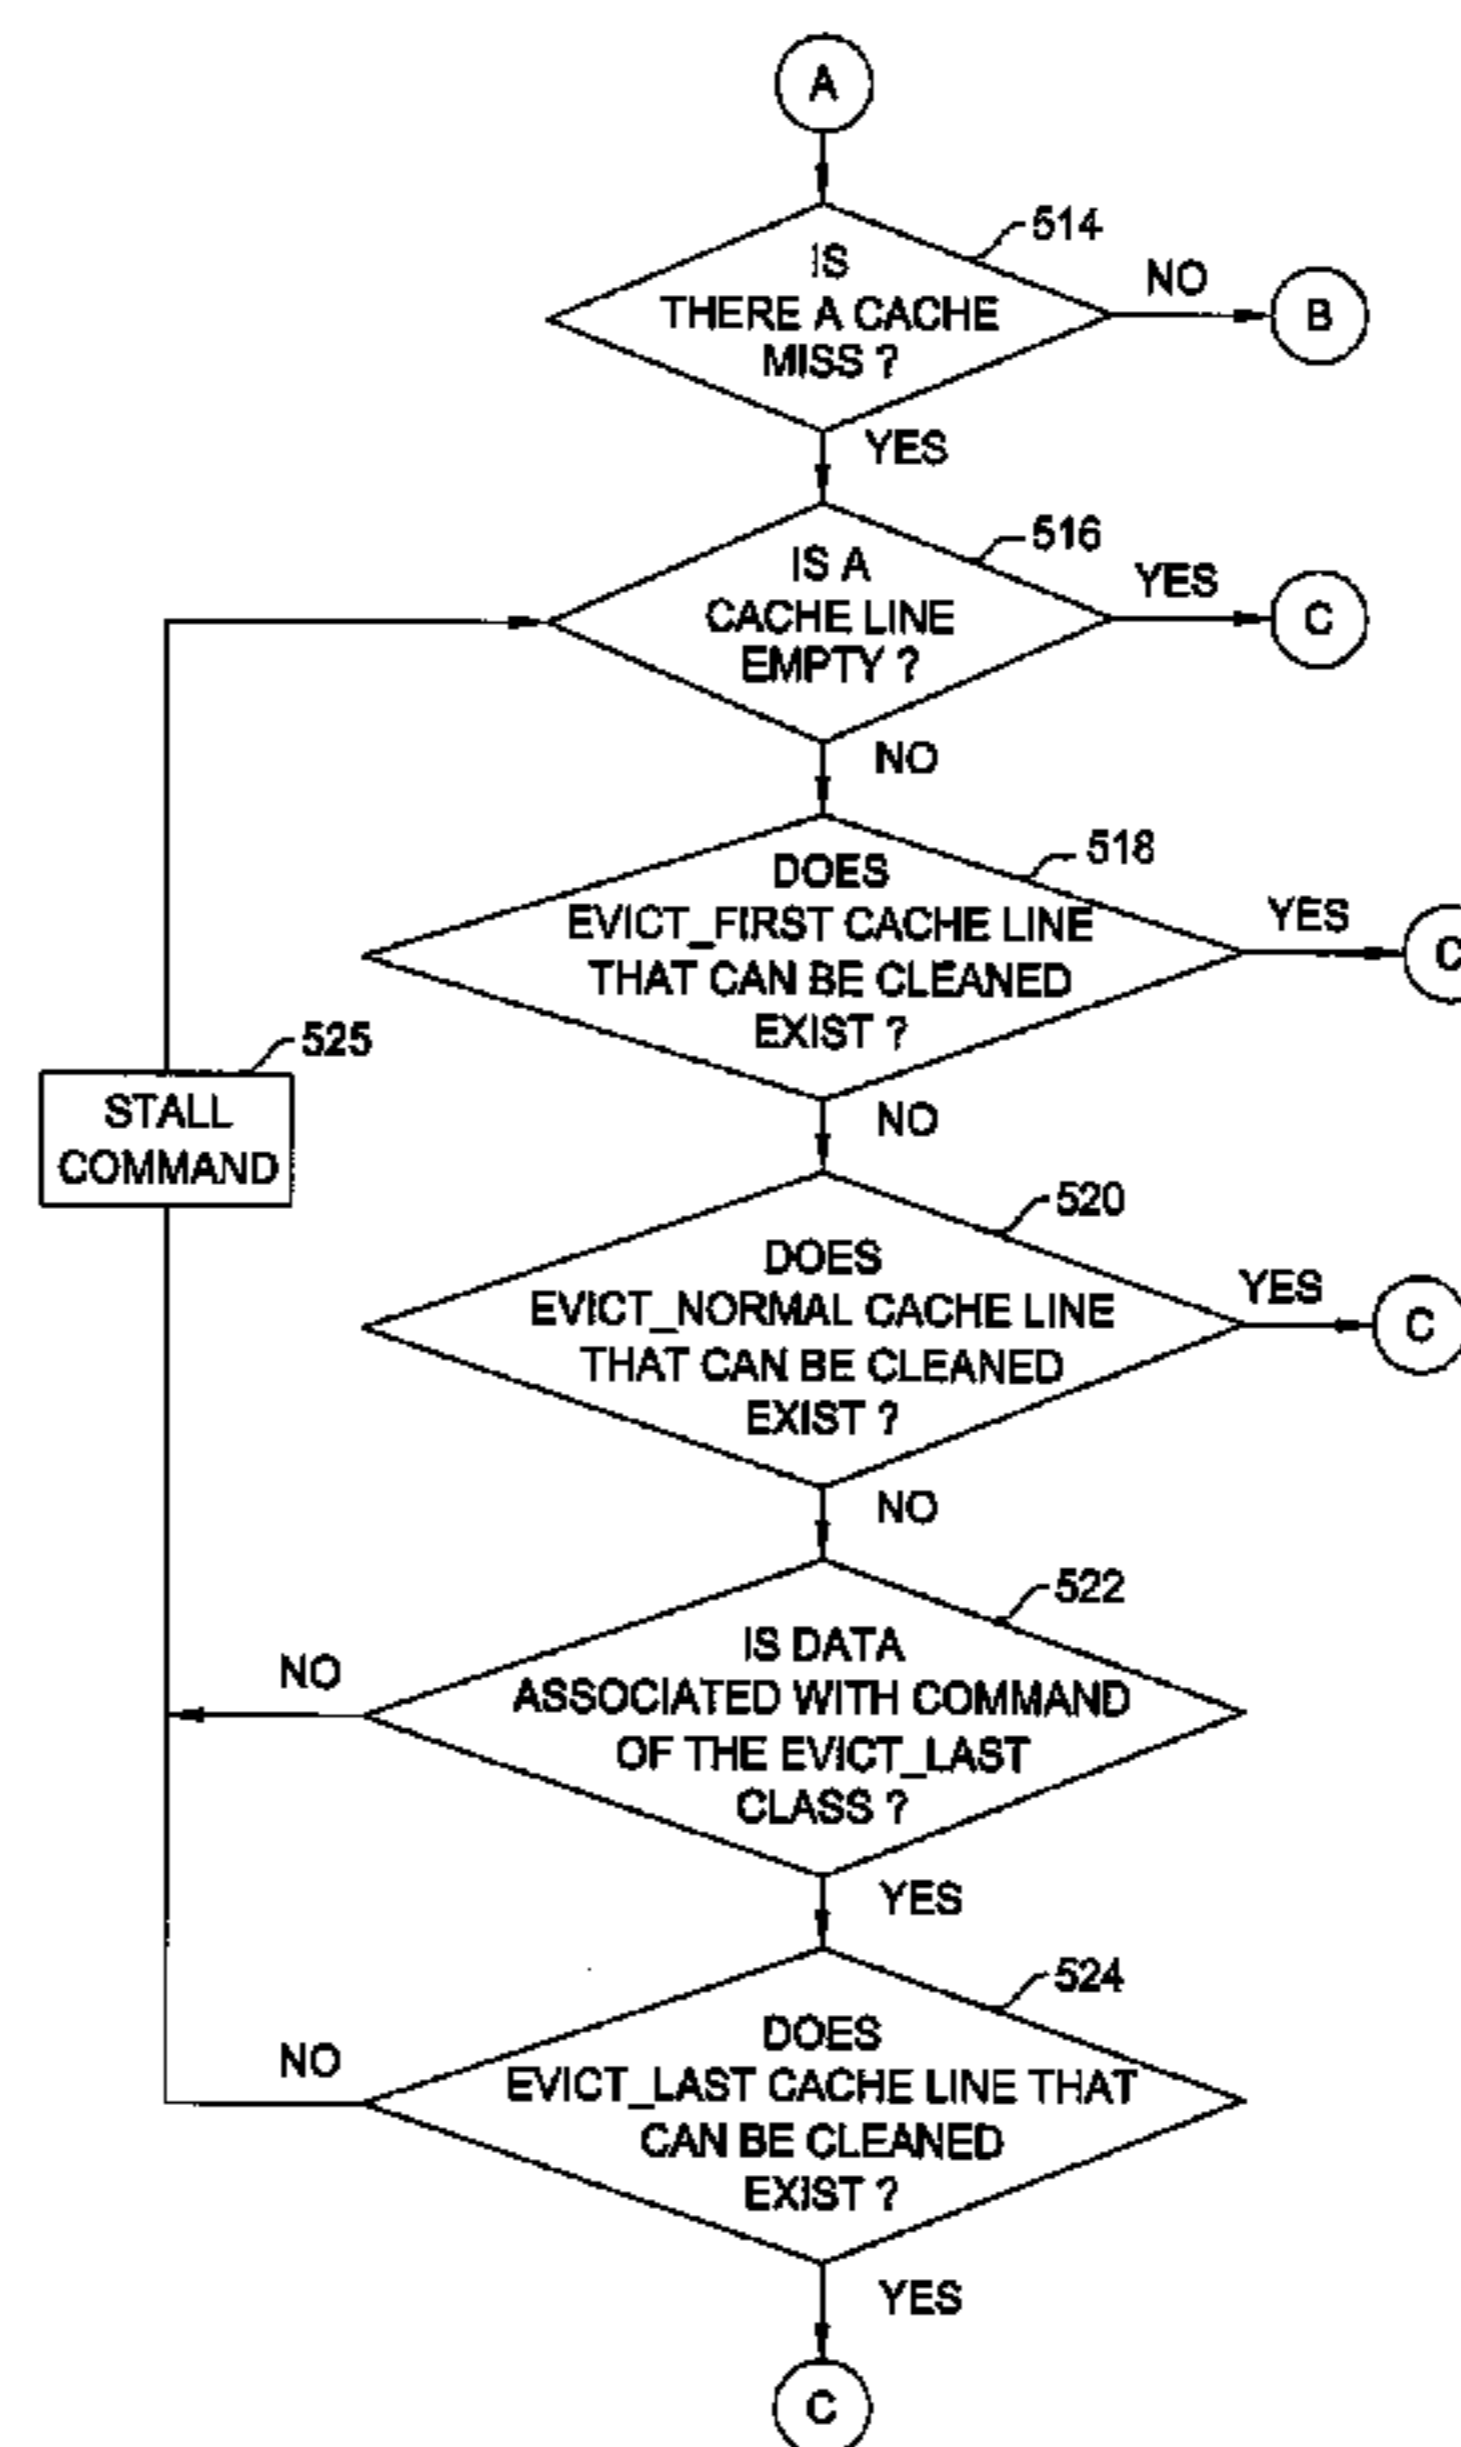 A
514
IS
THERE A CACHE
MISS ?
NO
B
YES
516
IS A
CACHE LINE
EMPTY ?
YES
C
NO
518
DOES
EVICT_FIRST CACHE LINE
THAT CAN BE CLEANED
EXIST ?
YES
C
525
STALL
COMMAND
NO
520
DOES
EVICT_NORMAL CACHE LINE
THAT CAN BE CLEANED
EXIST ?
YES
C
NO
522
IS DATA
ASSOCIATED WITH COMMAND
OF THE EVICT_LAST
CLASS ?
NO
YES
524
DOES
EVICT_LAST CACHE LINE THAT
CAN BE CLEANED
EXIST ?
NO
YES
C